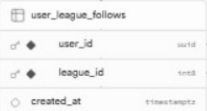 user_league_follows
user_id uuid
league_id int8
created_at timestamptz